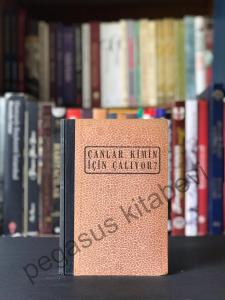 ÇANLAR KİMİN
İÇİN ÇALIYOR?
pegasus kitabevi